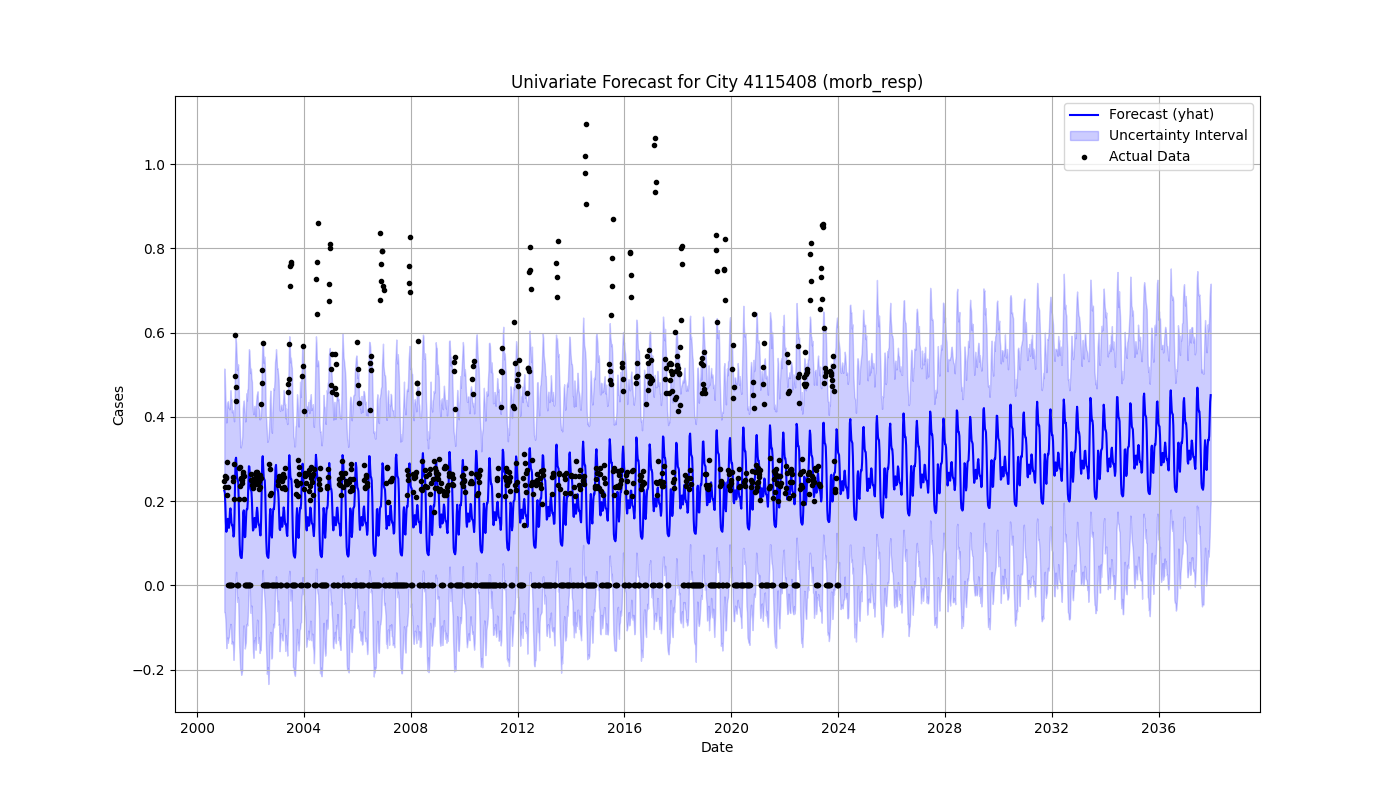 Univariate Forecast for City 4115408 (morb_resp)
Forecast (yhat)
Uncertainty Interval
Actual Data
Cases
1.0
0.8
0.6
0.4
0.2
0.0
−0.2
2000 2004 2008 2012 2016 2020 2024 2028 2032 2036
Date